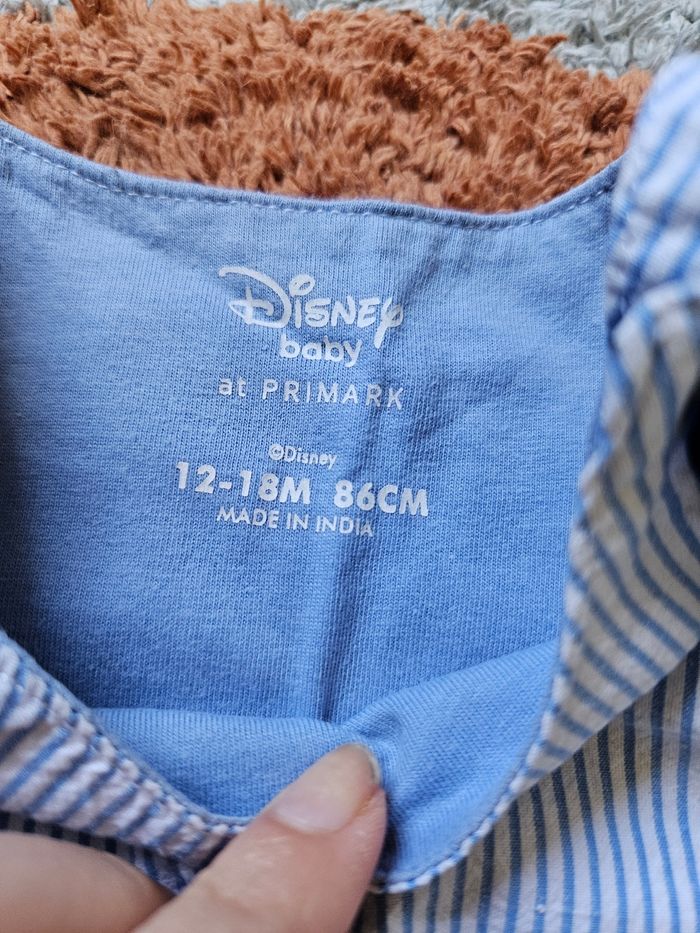 Disney
baby
at PRIMARK
©Disney
12-18M 86CM
MADE IN INDIA